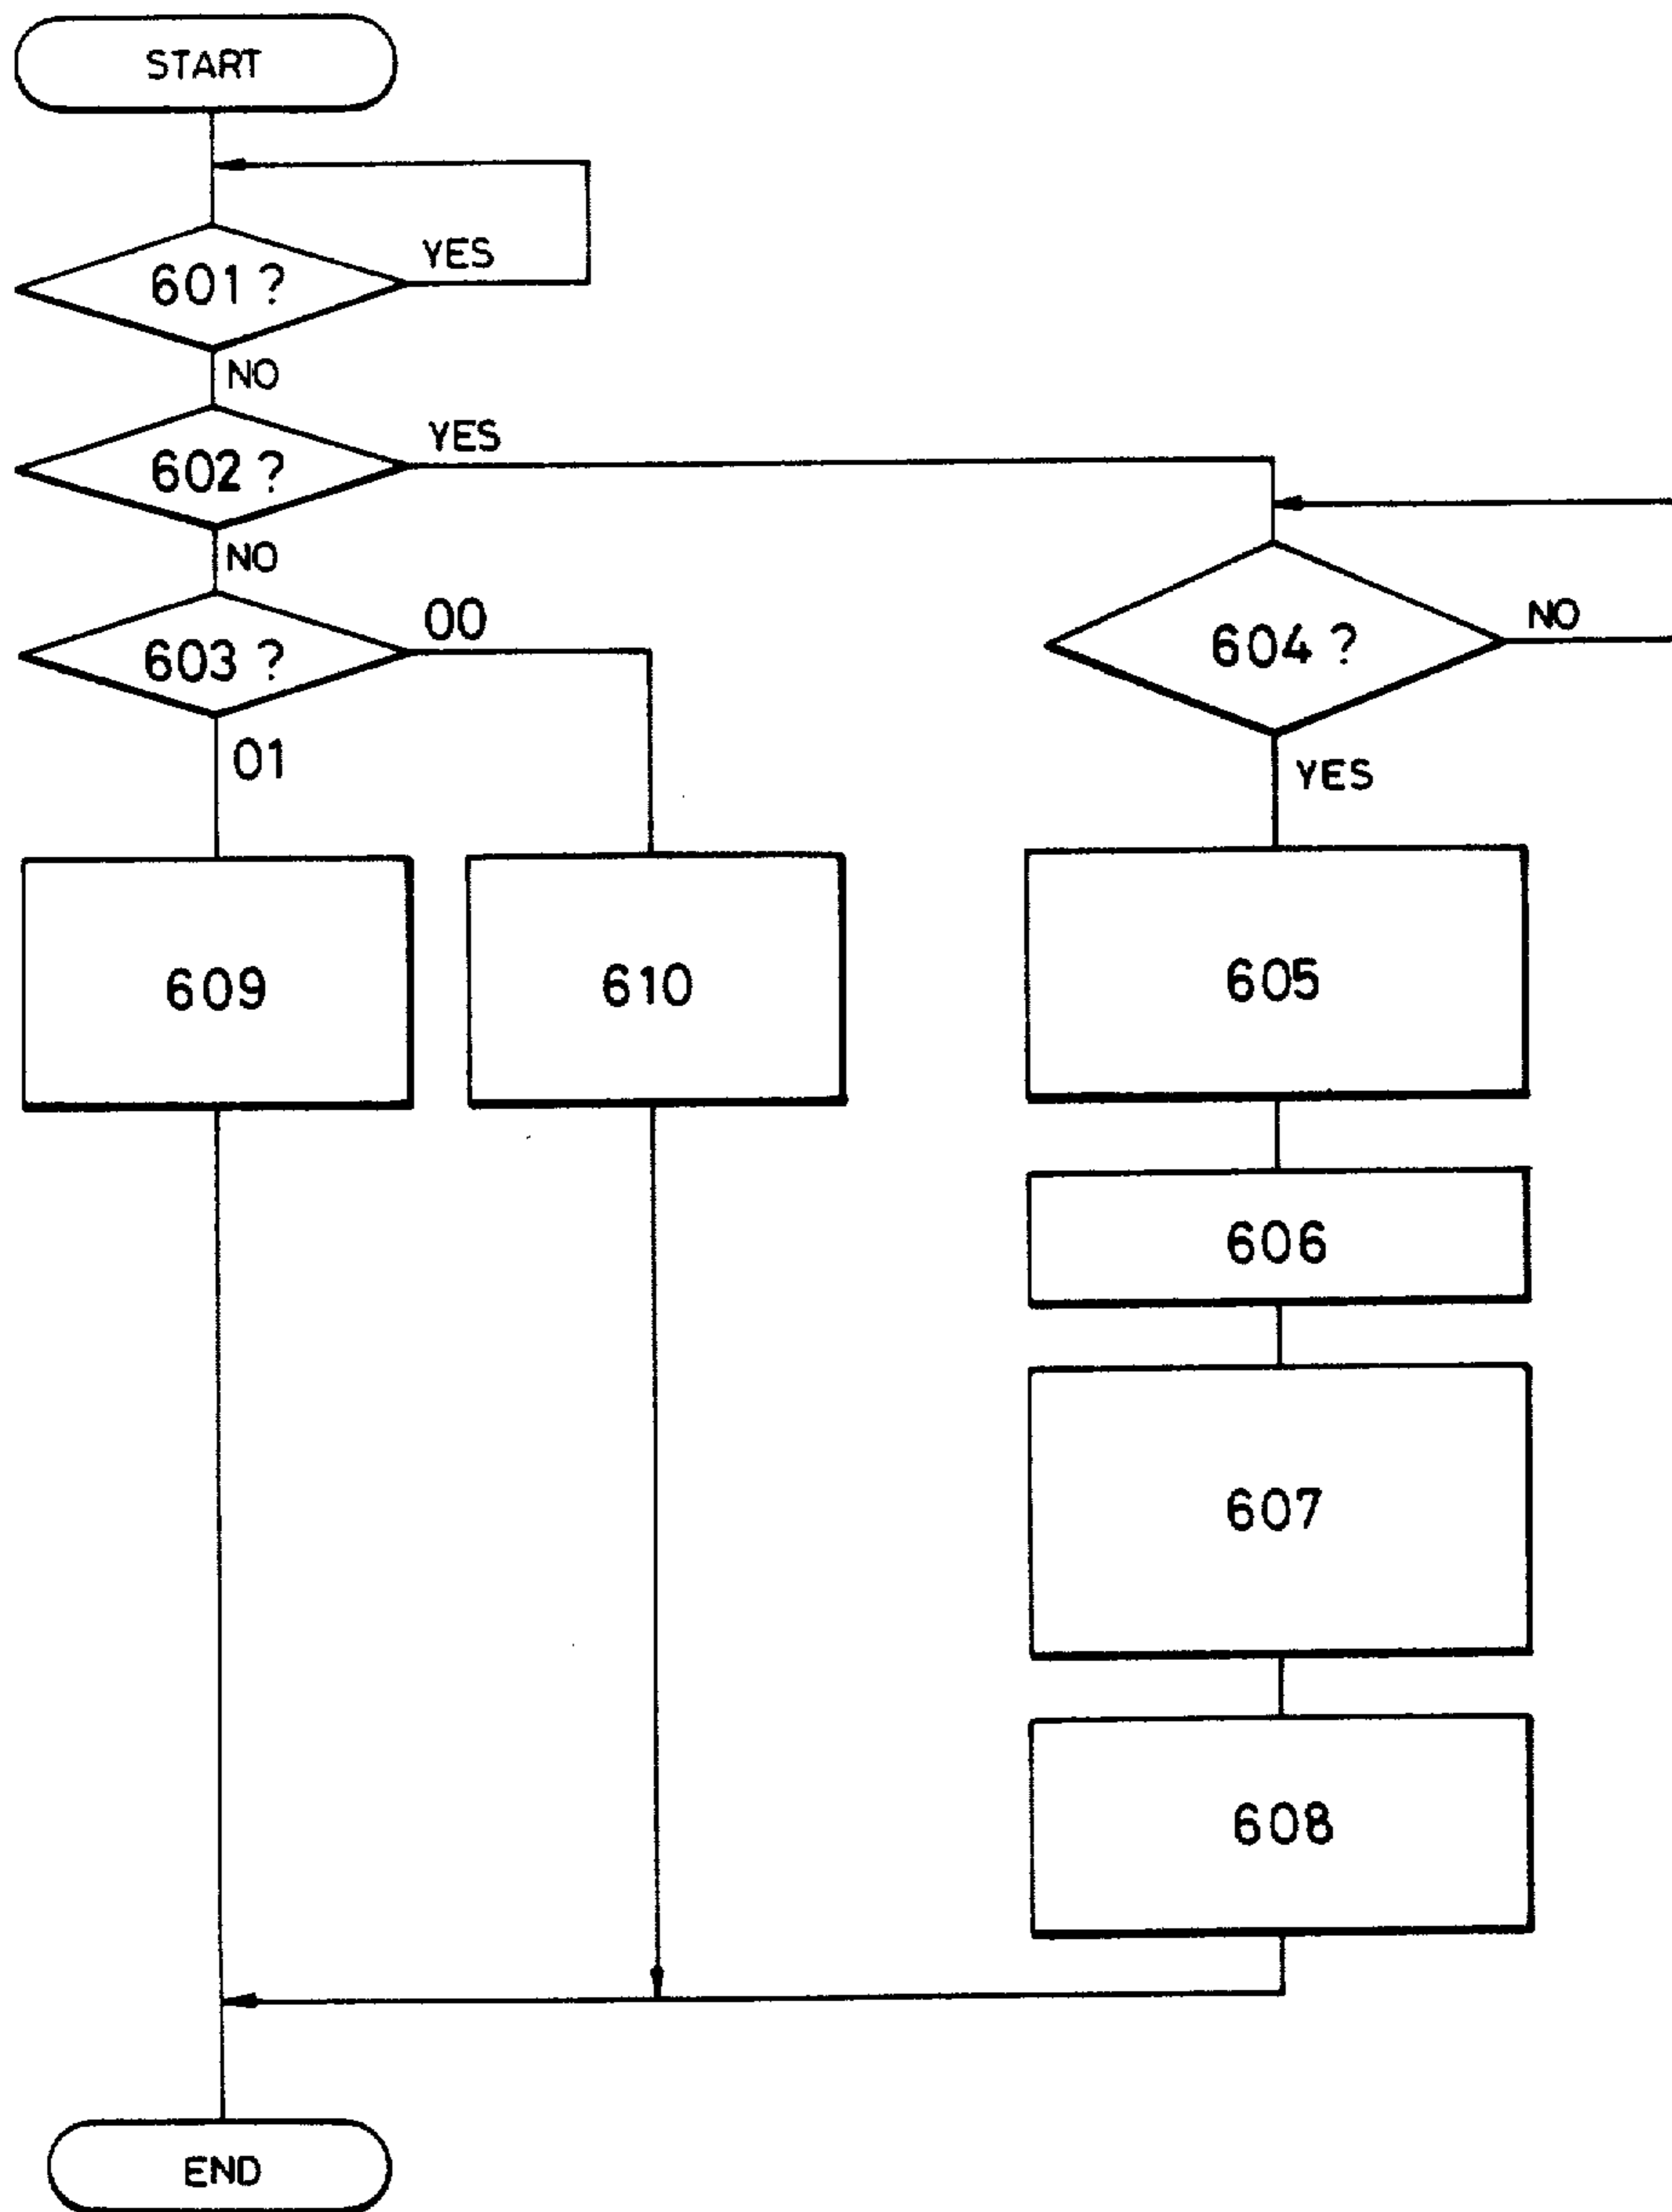 START
YES
601 ?
NO
YES
602 ?
NO
00
603 ?
01
NO
604 ?
YES
609
610
605
606
607
608
END